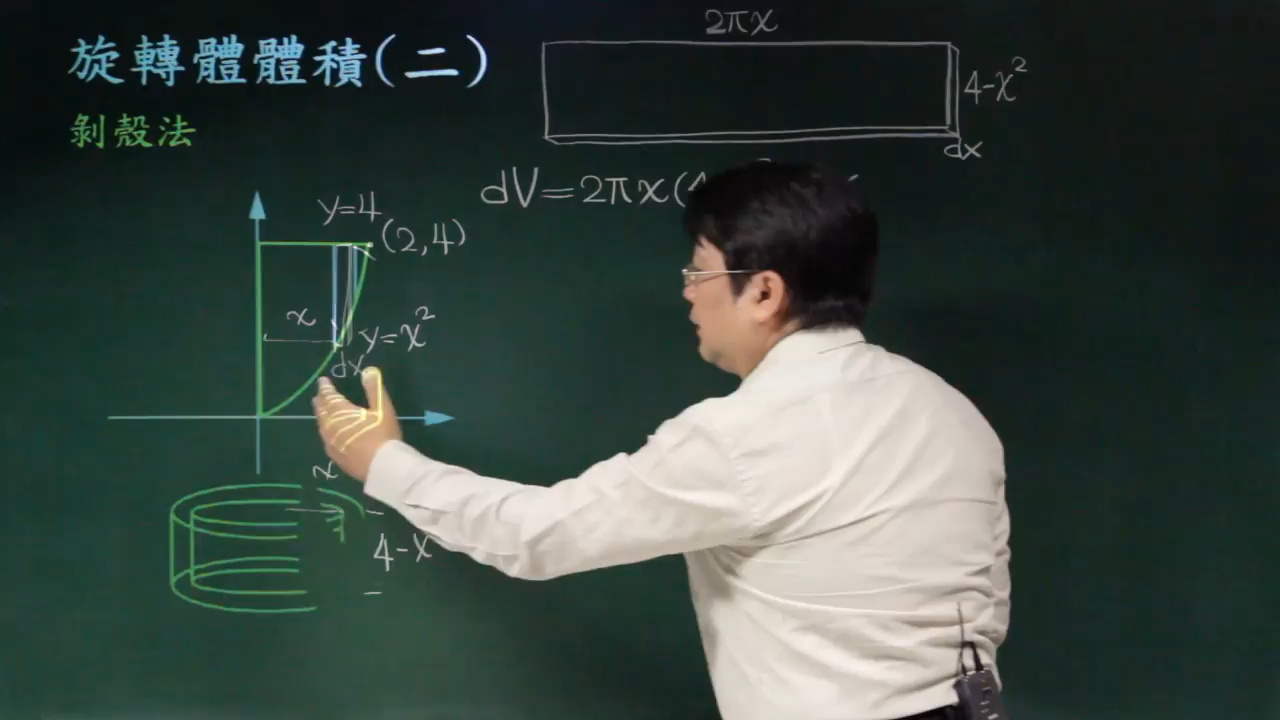 旋轉體體積(二)
剝殼法
2πx
4-x²
dx
dV=2πx(4
y=4
(2,4)
x
y=x²
dx
x
4-x